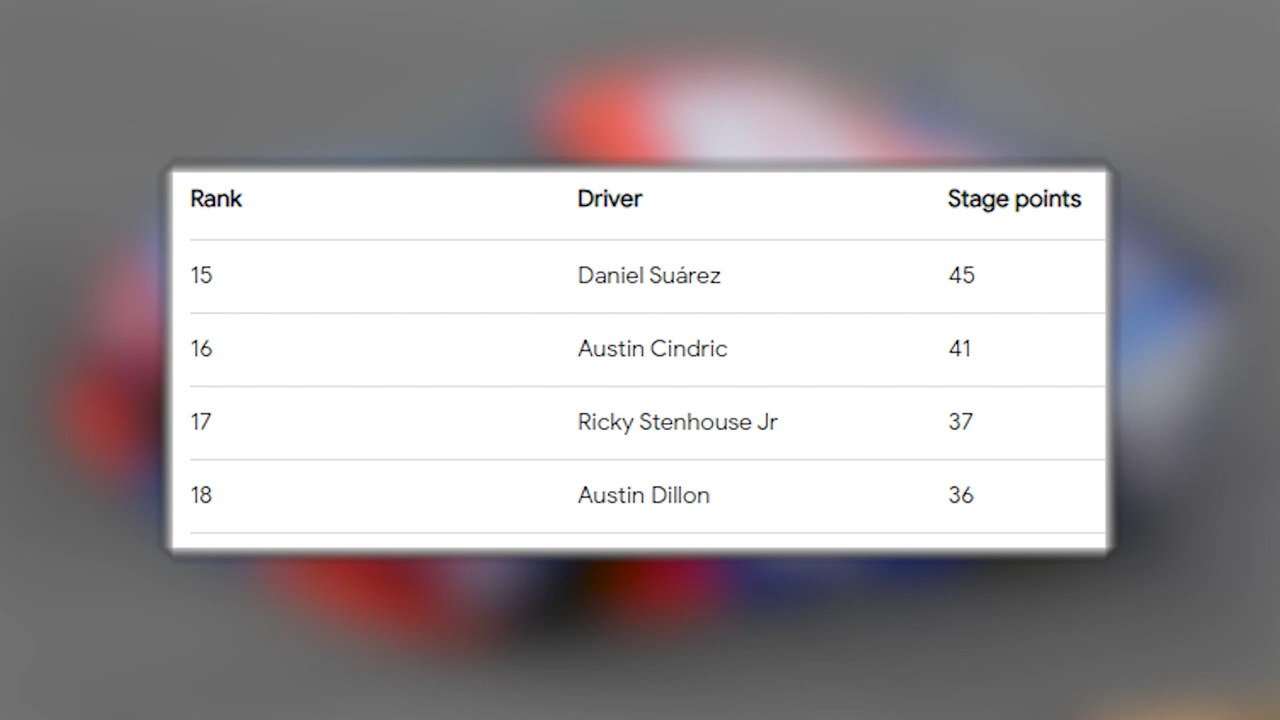 Rank Driver Stage points
15 Daniel Suárez 45
16 Austin Cindric 41
17 Ricky Stenhouse Jr 37
18 Austin Dillon 36